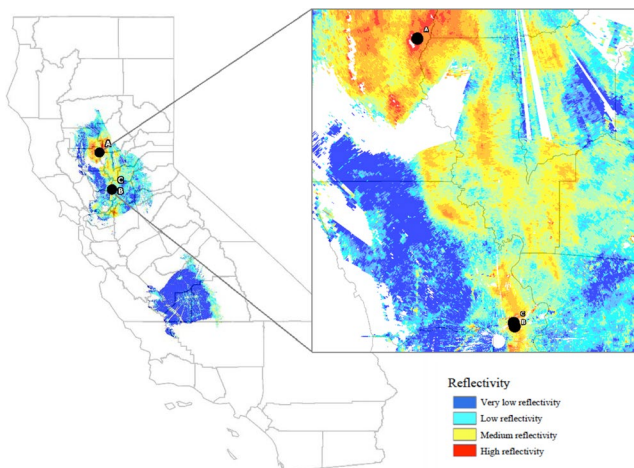 A
C
B
A
C
B
Reflectivity
Very low reflectivity
Low reflectivity
Medium reflectivity
High reflectivity